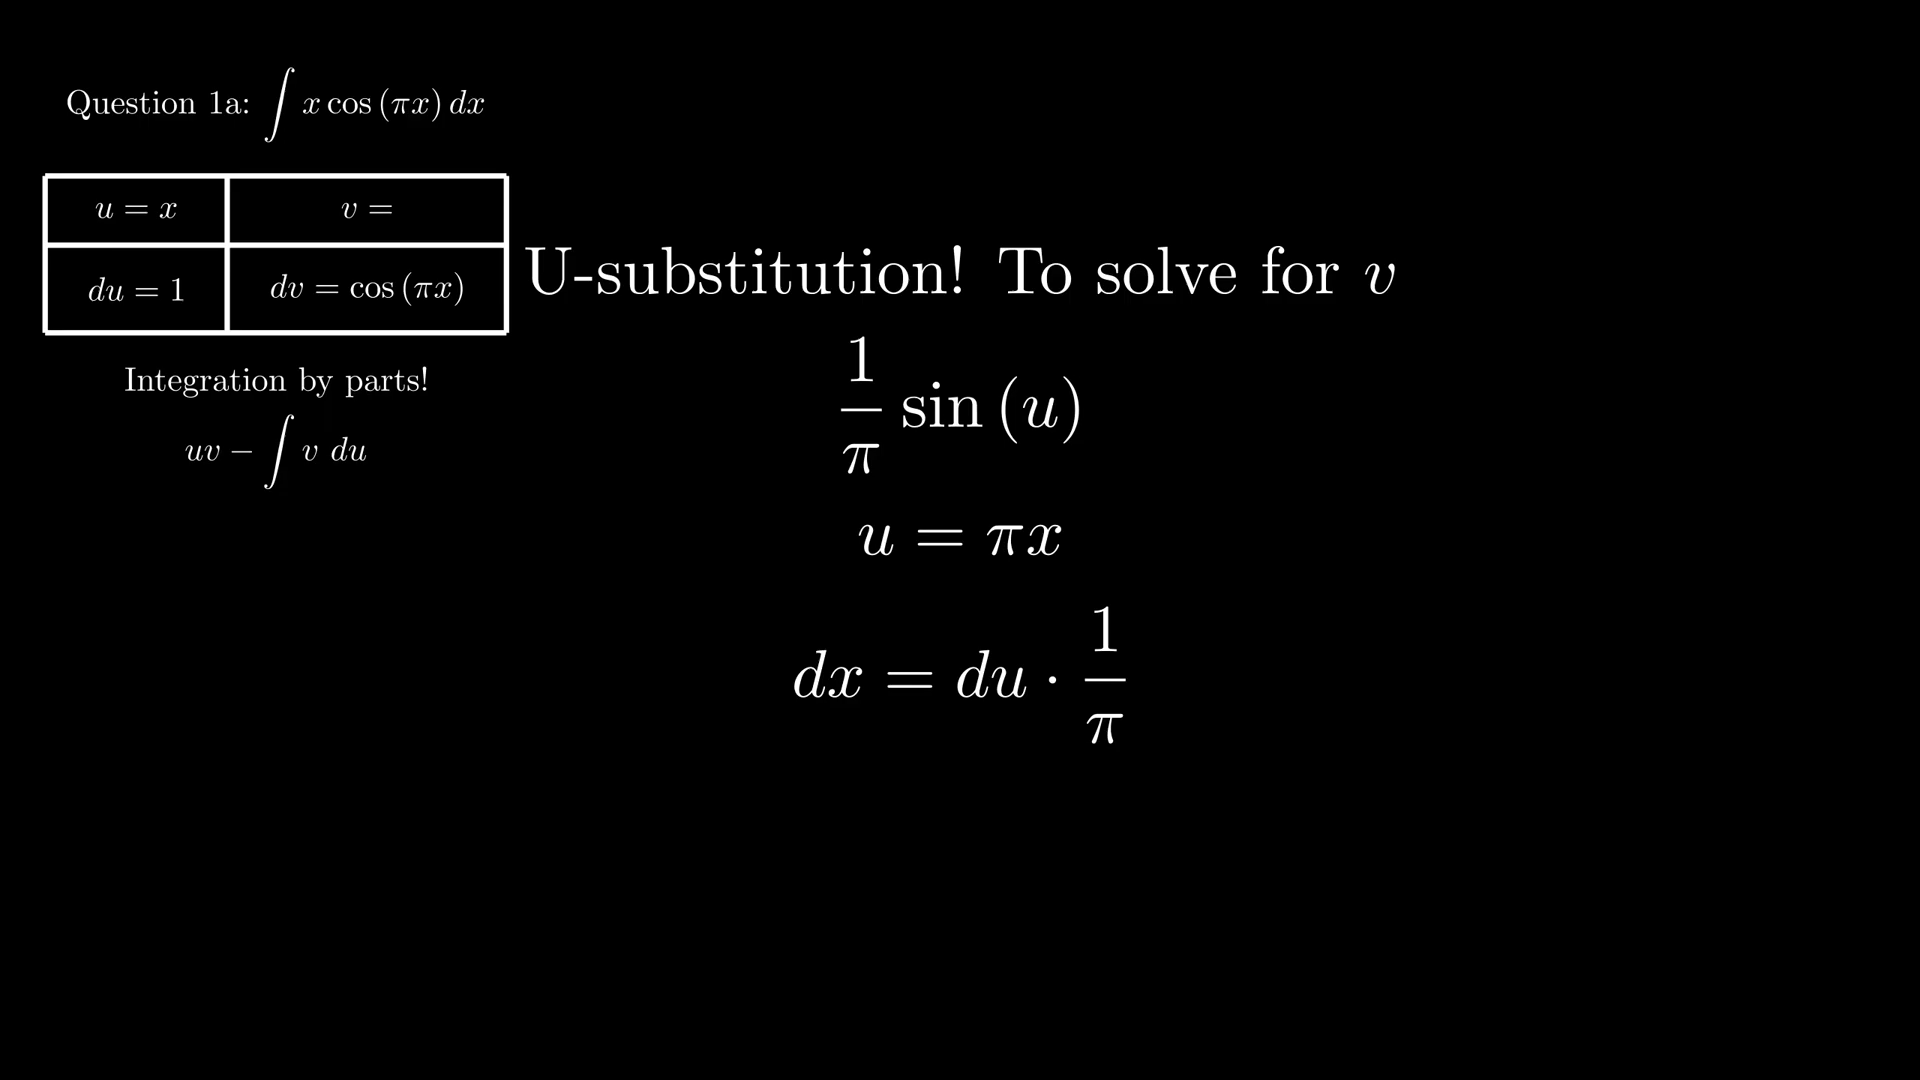 Question 1a: ∫ x cos (πx) dx
u = x
v =
du = 1
dv = cos (πx)
Integration by parts!
uv − ∫ v du
U-substitution! To solve for v
1/π sin (u)
u = πx
dx = du · 1/π